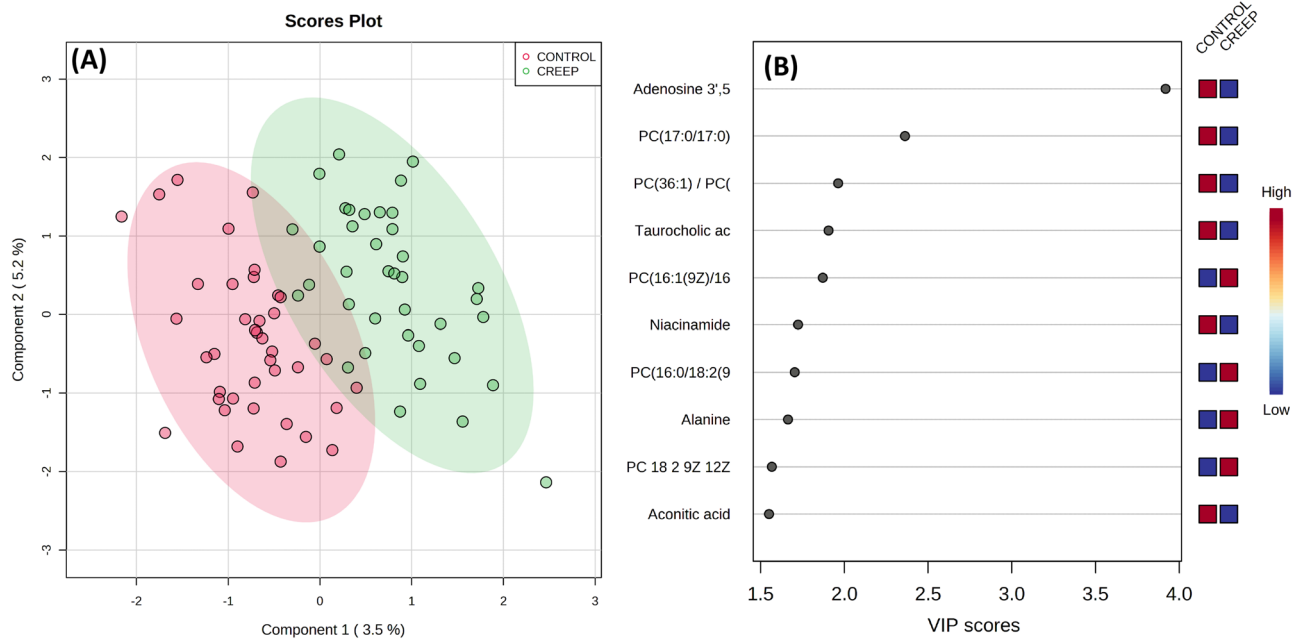 Scores Plot
(A)
CONTROL
CREEP
3
2
1
0
-1
-2
-3
Component 2 ( 5.2 %)
-2
-1
0
1
2
3
Component 1 ( 3.5 %)
(B)
CONTROL
CREEP
Adenosine 3',5
PC(17:0/17:0)
PC(36:1) / PC(
Taurocholic ac
PC(16:1(9Z)/16
Niacinamide
PC(16:0/18:2(9
Alanine
PC 18 2 9Z 12Z
Aconitic acid
1.5
2.0
2.5
3.0
3.5
4.0
VIP scores
High
Low